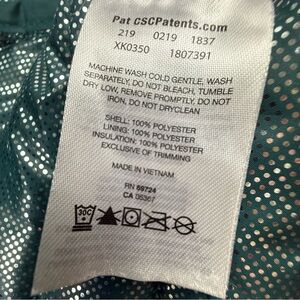 Pat CSCPatents.com
219 0219 1837
XK0350 1807391
MACHINE WASH COLD GENTLE, WASH
SEPARATELY, DO NOT BLEACH, TUMBLE
DRY LOW, REMOVE PROMPTLY, DO NOT
IRON, DO NOT DRYCLEAN
SHELL: 100% POLYESTER
LINING: 100% POLYESTER
INSULATION: 100% POLYESTER
EXCLUSIVE OF TRIMMING
MADE IN VIETNAM
RN 69724
CA 05367
30C